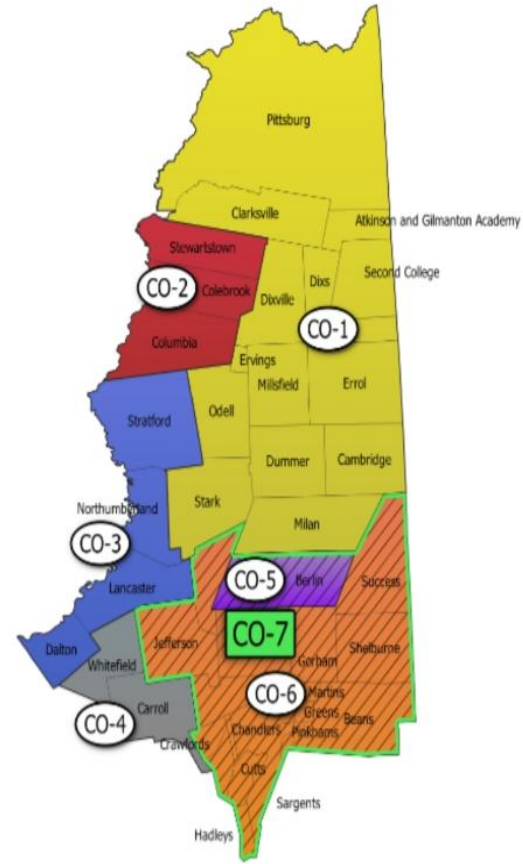 Pittsburg
Clarksville
Atkinson and Gilmanton Academy
Stewartstown
Second College
Dixs
CO-2
Colebrook
Dixville
CO-1
Columbia
Ervings
Millsfield
Errol
Odell
Stratford
Dummer
Cambridge
Stark
Northumberland
Milan
CO-3
CO-5
Berlin
Success
Lancaster
CO-7
Jefferson
Dalton
Shelburne
Whitefield
Gorham
CO-6
Martins
Carroll
Greens
CO-4
Beans
Chandlers
Pinkhams
Crawfords
Cutts
Sargents
Hadleys